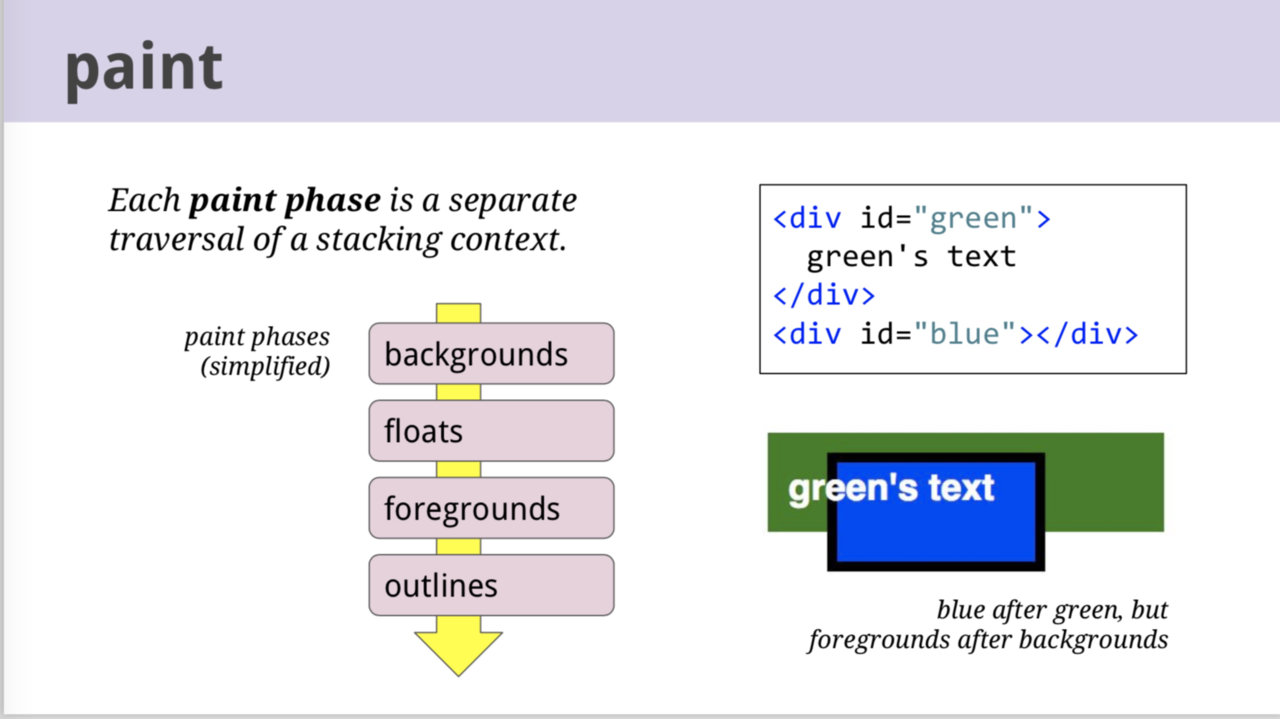 paint
Each paint phase is a separate
traversal of a stacking context.
paint phases
(simplified)
backgrounds
floats
foregrounds
outlines
<div id="green">
  green's text
</div>
<div id="blue"></div>
green's text
blue after green, but
foregrounds after backgrounds